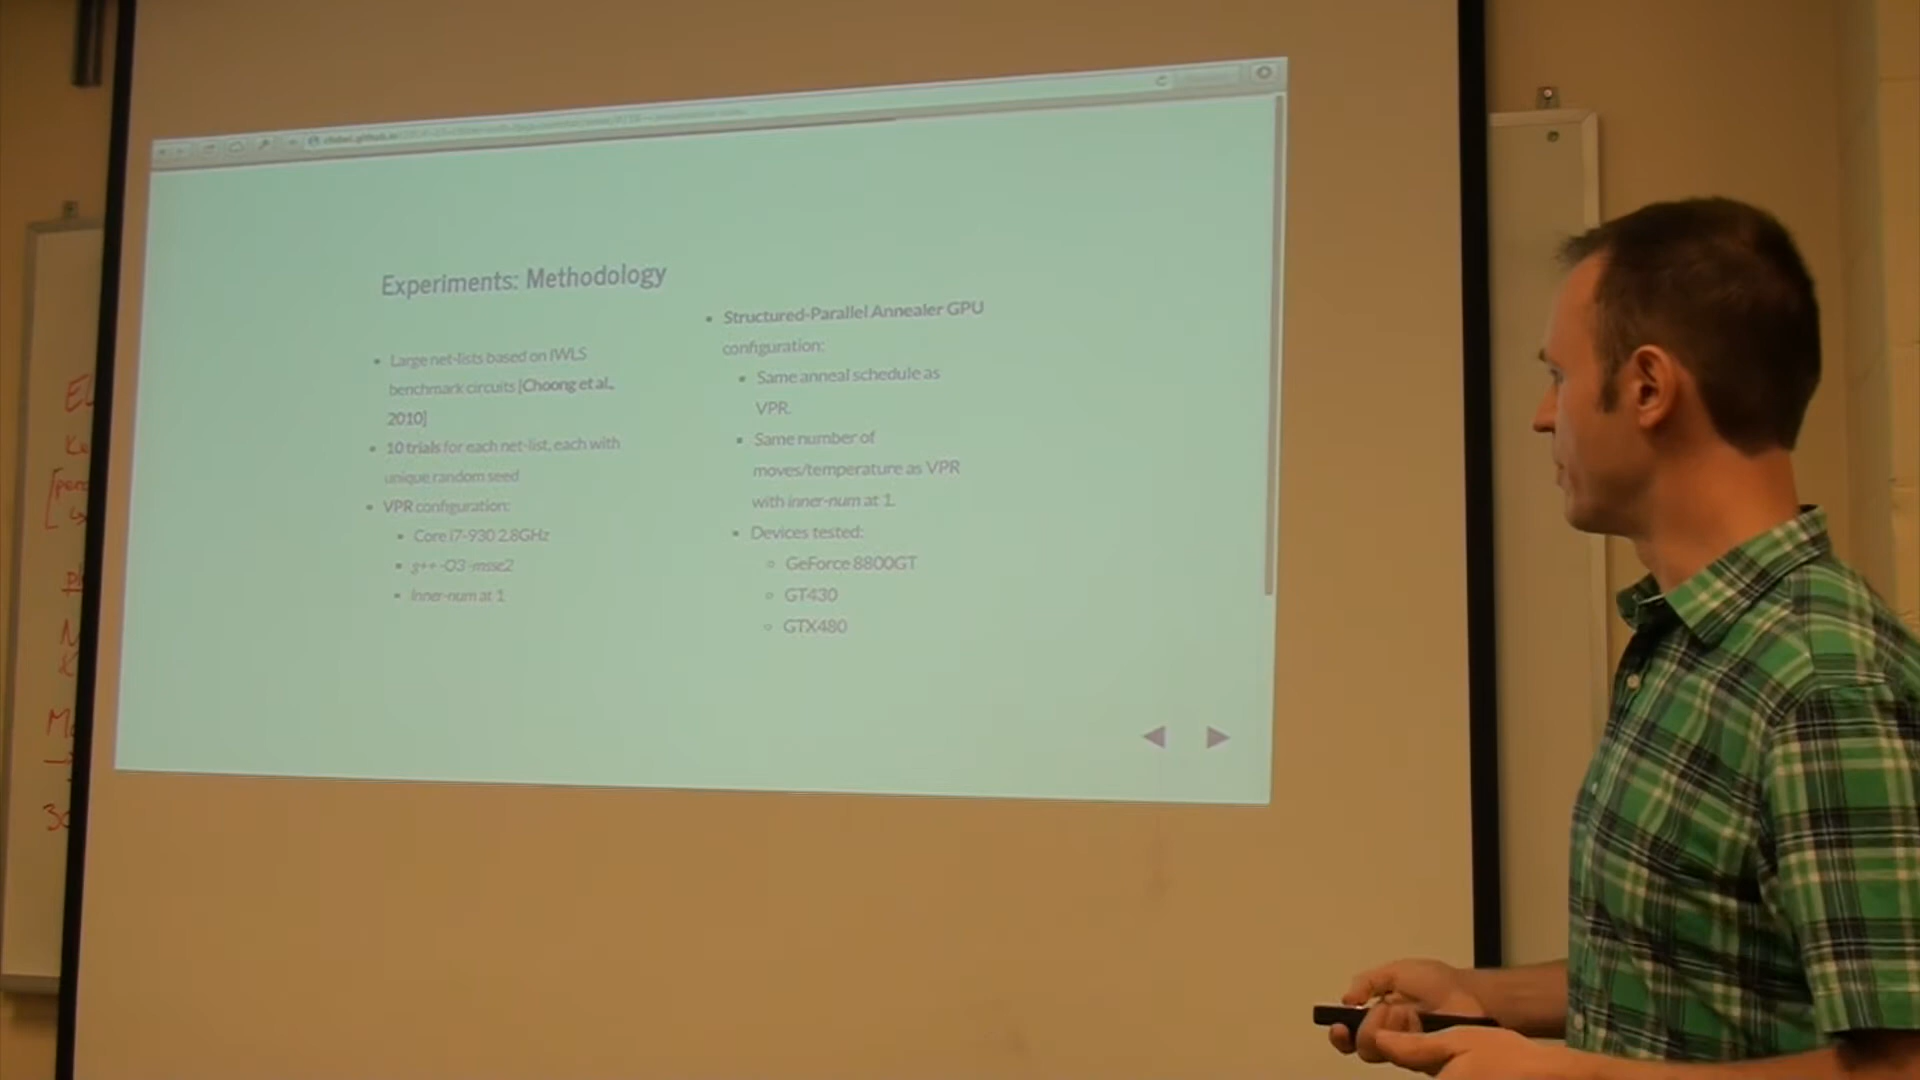 Experiments: Methodology
Large net-lists based on IWLS
benchmark circuits [Choong et al.,
2010]
10 trials for each net-list, each with
unique random seed
VPR configuration:
Core i7-930 2.8GHz
g++ -O3 -msse2
Inner-num at 1
Structured-Parallel Annealer GPU
configuration:
Same anneal schedule as
VPR.
Same number of
moves/temperature as VPR
with inner-num at 1.
Devices tested:
GeForce 8800GT
GT430
GTX480